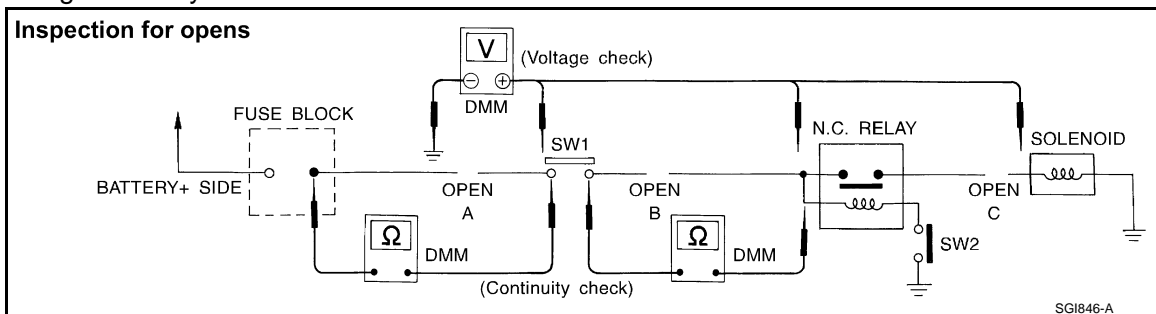 Inspection for opens
V
(Voltage check)
DMM
FUSE BLOCK
N.C. RELAY
SOLENOID
SW1
BATTERY+ SIDE
OPEN
A
OPEN
B
OPEN
C
Ω
DMM
Ω
DMM
SW2
(Continuity check)
SGI846-A